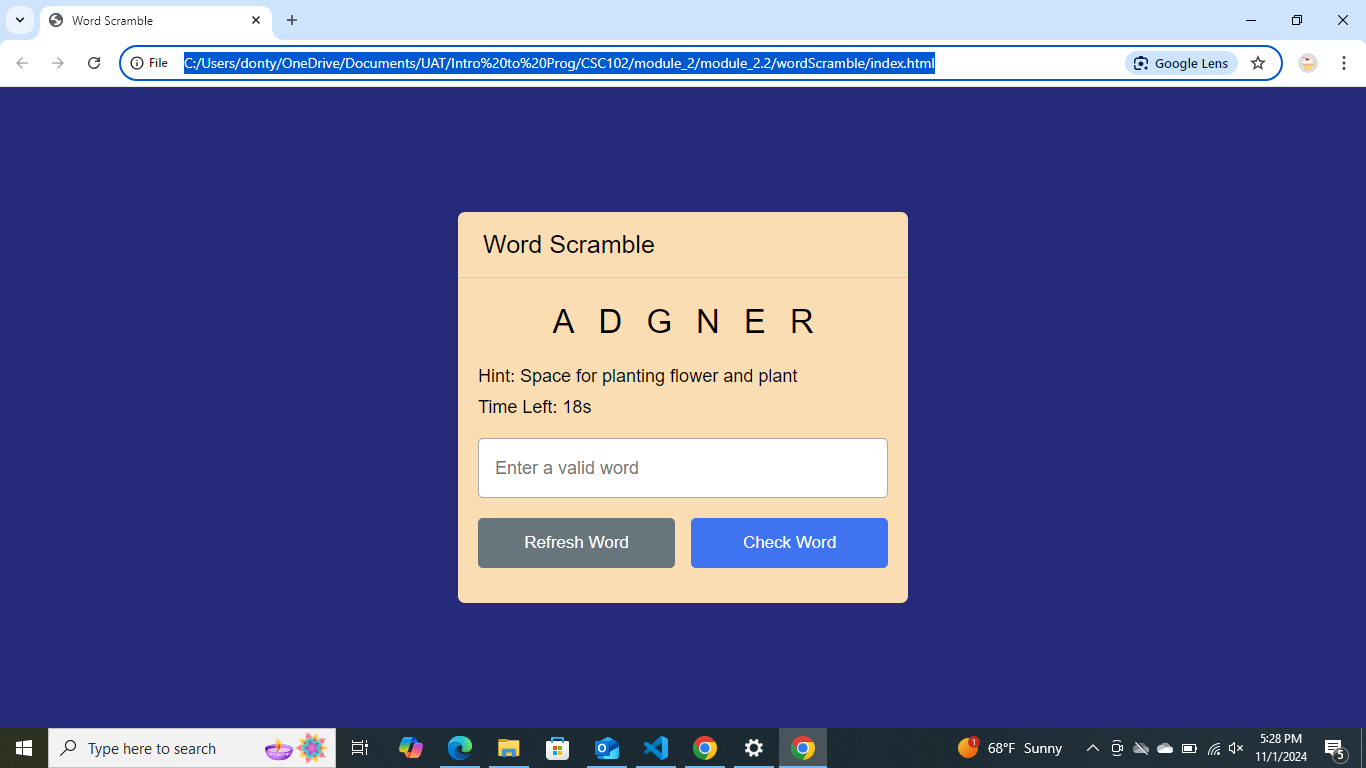 Word Scramble
File
C:/Users/donty/OneDrive/Documents/UAT/Intro%20to%20Prog/CSC102/module_2/module_2.2/wordScramble/index.html
Google Lens
Word Scramble
A D G N E R
Hint: Space for planting flower and plant
Time Left: 18s
Enter a valid word
Refresh Word
Check Word
Type here to search
1
68°F Sunny
5:28 PM
11/1/2024
5